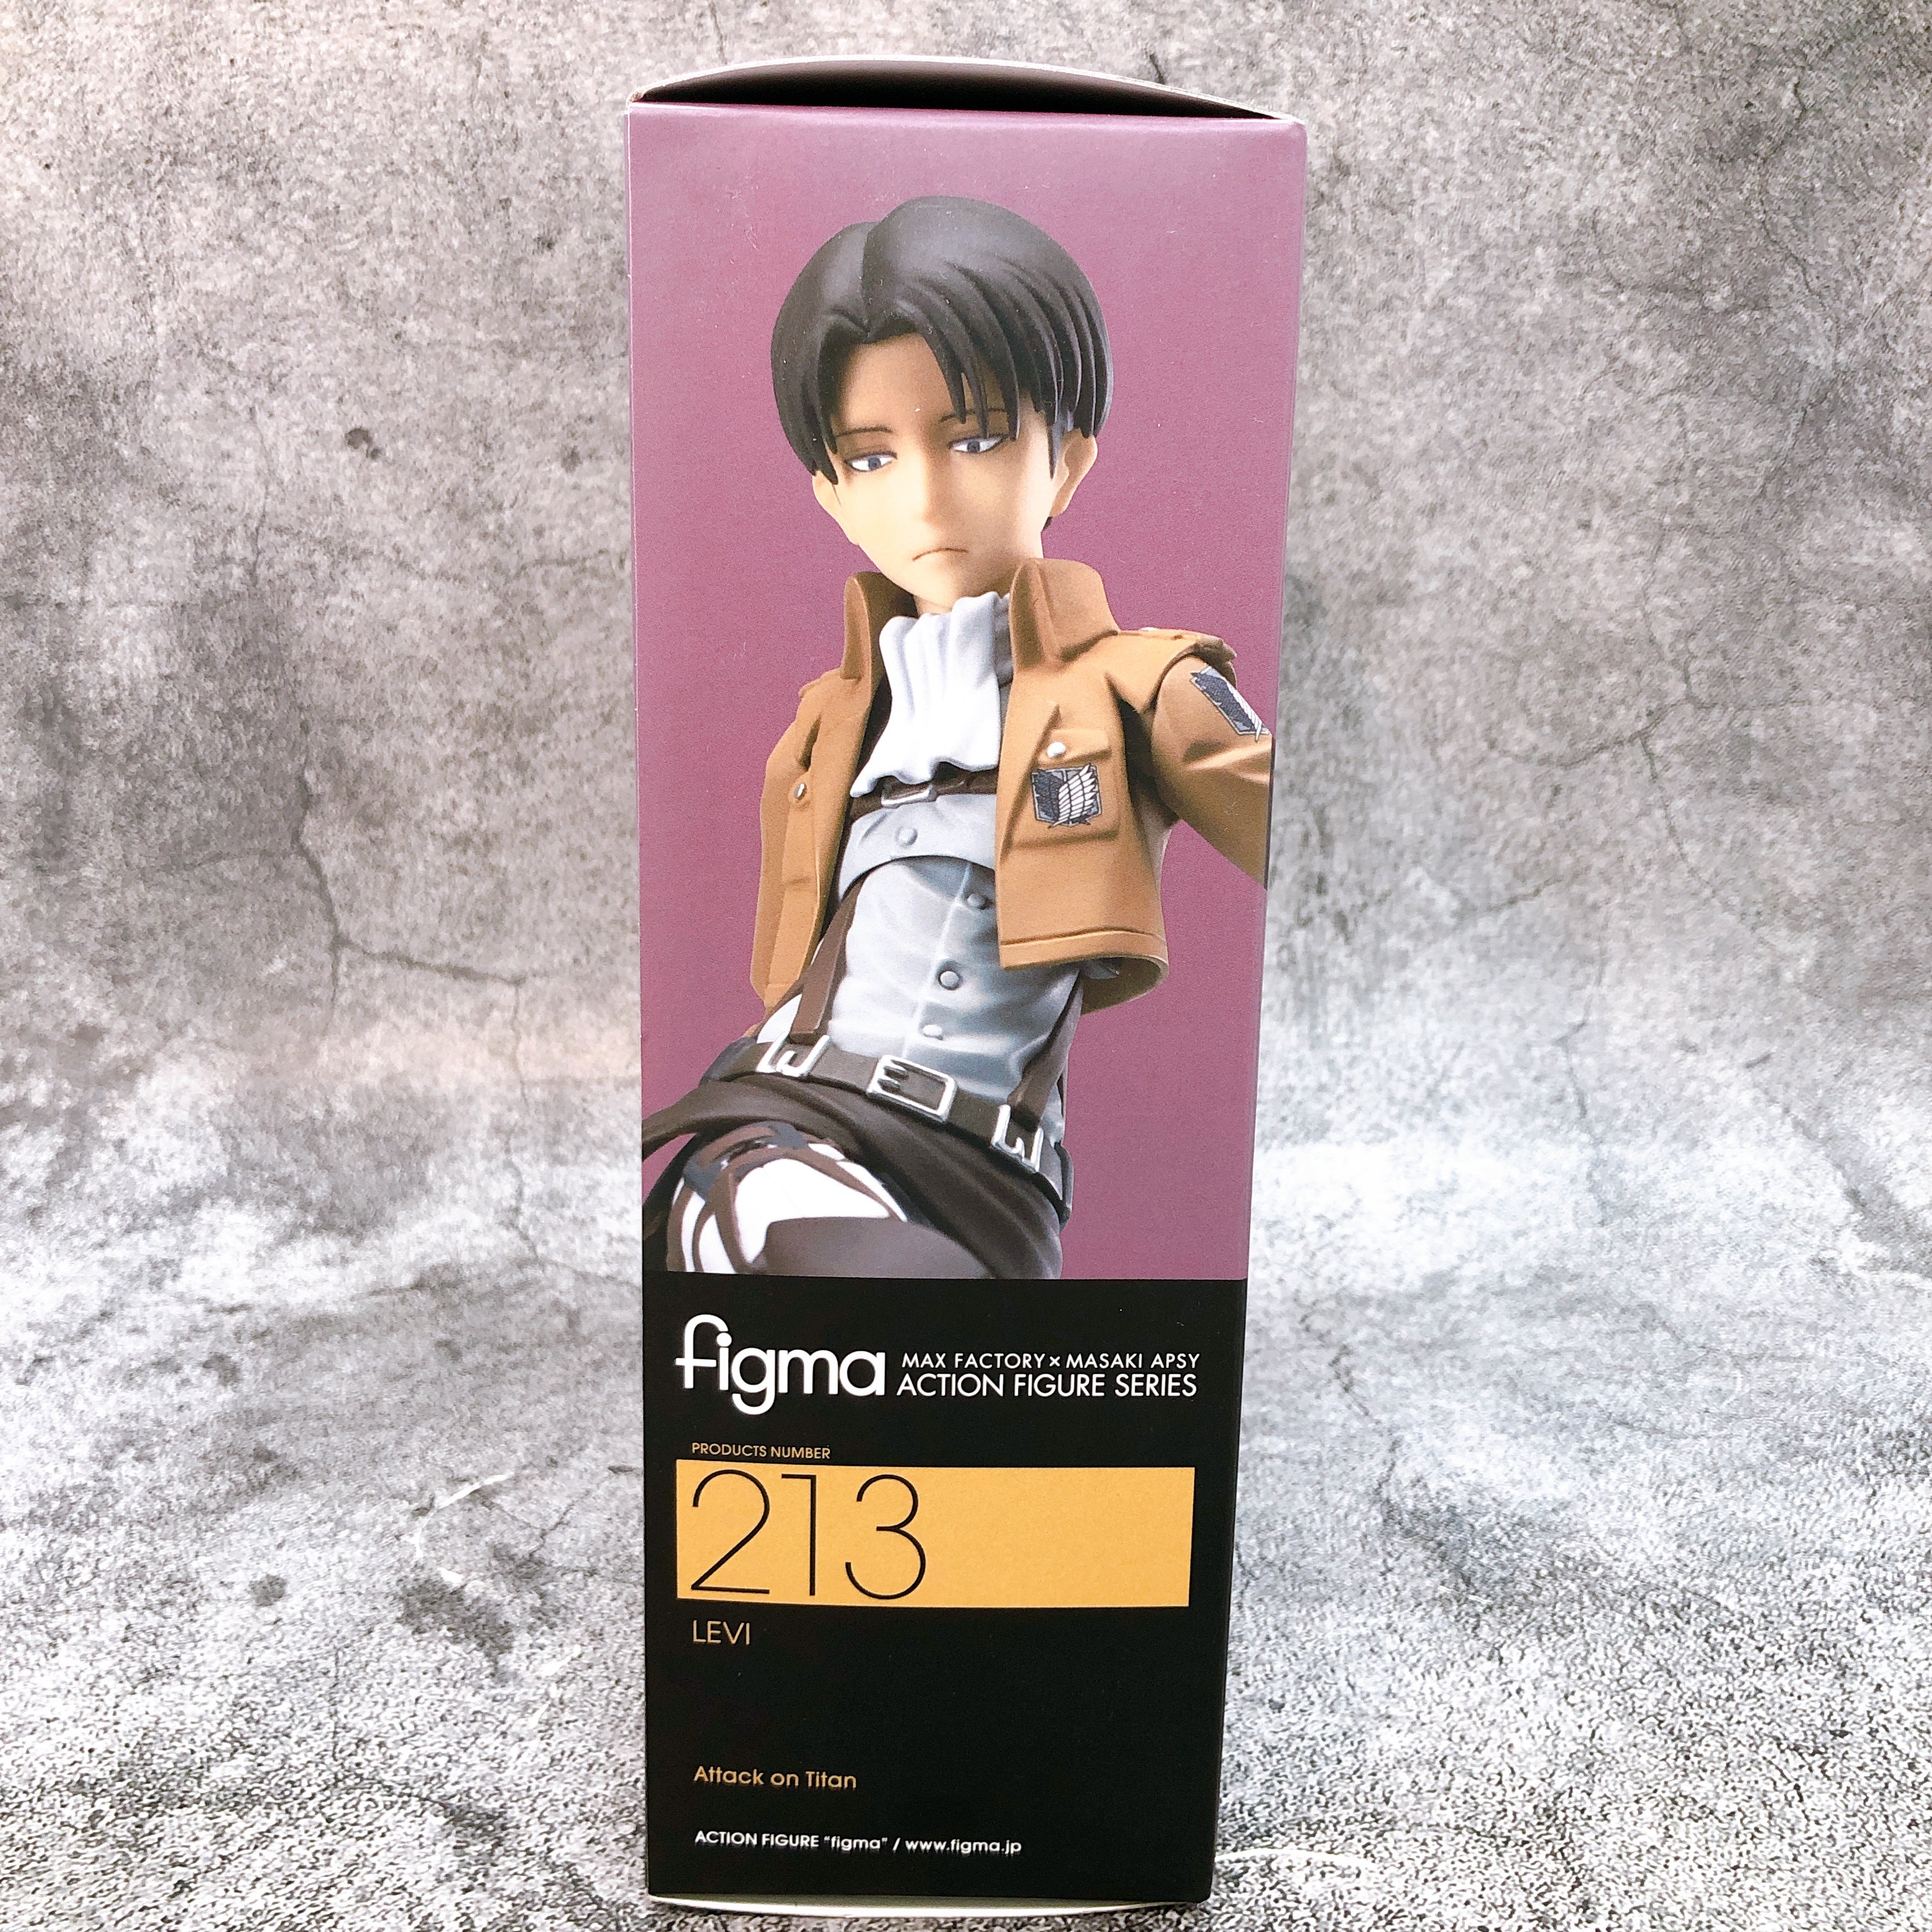 figma
MAX FACTORY × MASAKI APSY
ACTION FIGURE SERIES
PRODUCTS NUMBER
213
LEVI
Attack on Titan
ACTION FIGURE "figma" / www.figma.jp